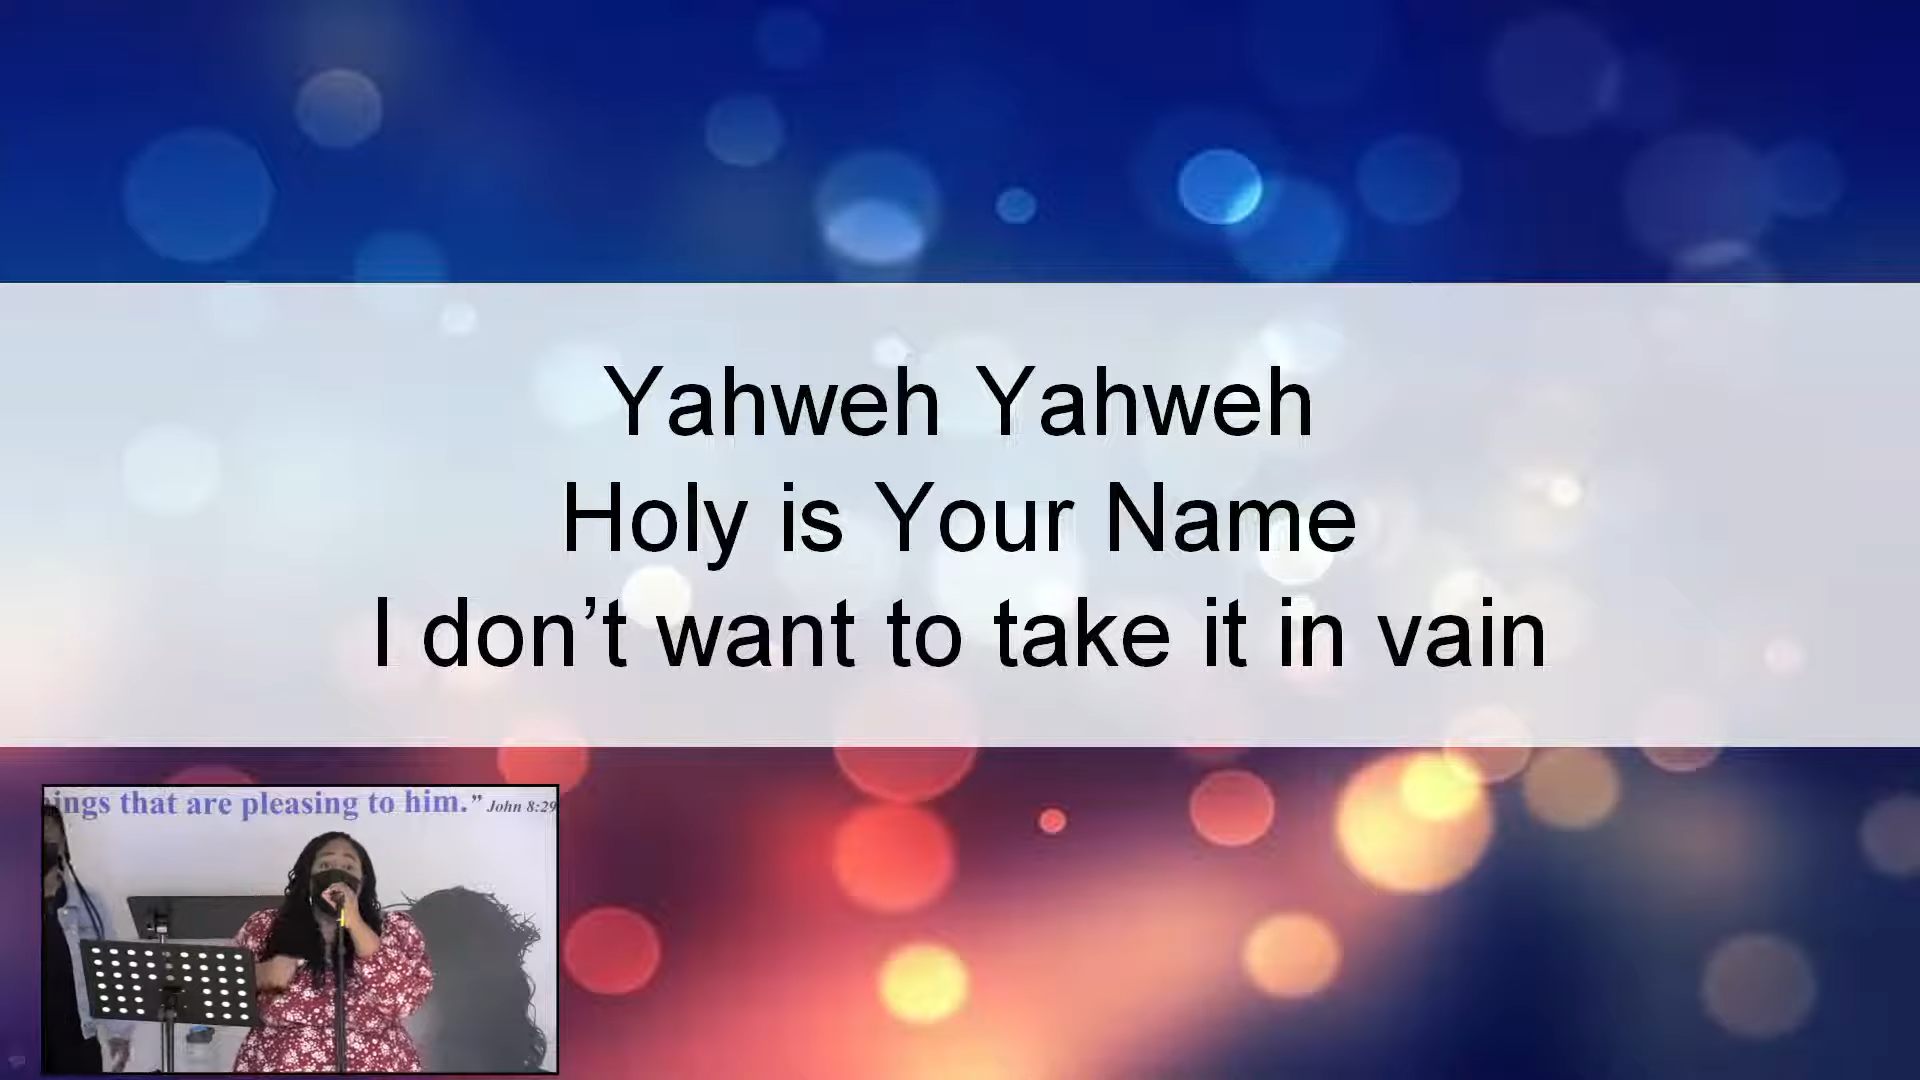 Yahweh Yahweh
Holy is Your Name
I don’t want to take it in vain
that are pleasing to him.” John 8:29